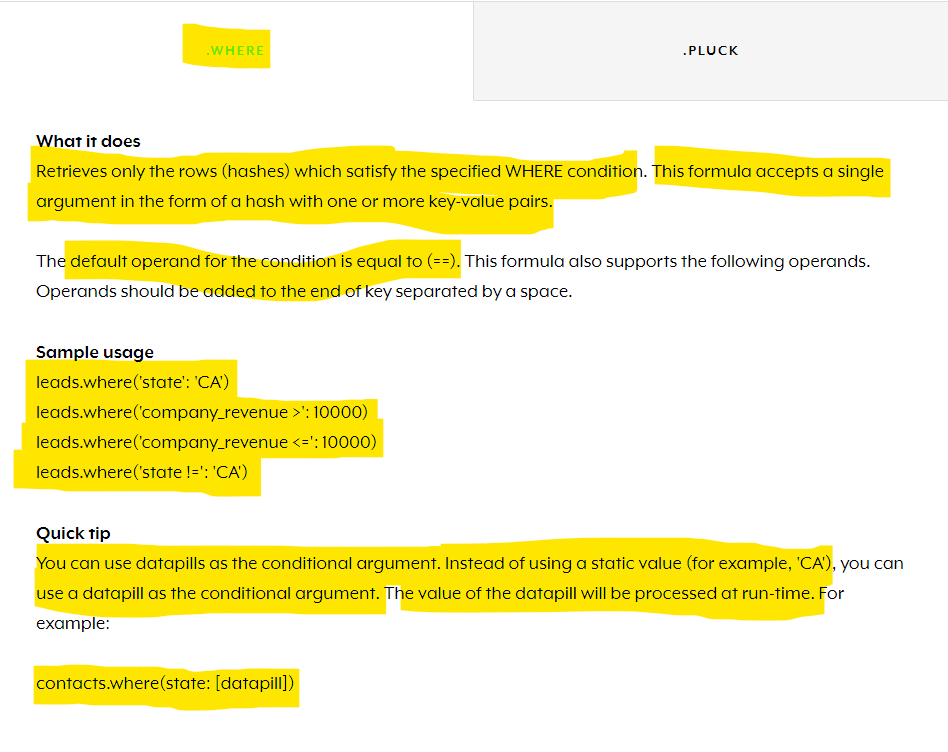 .WHERE
.PLUCK
What it does
Retrieves only the rows (hashes) which satisfy the specified WHERE condition. This formula accepts a single
argument in the form of a hash with one or more key-value pairs.
The default operand for the condition is equal to (==). This formula also supports the following operands.
Operands should be added to the end of key separated by a space.
Sample usage
leads.where('state': 'CA')
leads.where('company_revenue >': 10000)
leads.where('company_revenue <=': 10000)
leads.where('state !=': 'CA')
Quick tip
You can use datapills as the conditional argument. Instead of using a static value (for example, 'CA'), you can
use a datapill as the conditional argument. The value of the datapill will be processed at run-time. For
example:
contacts.where(state: [datapill])